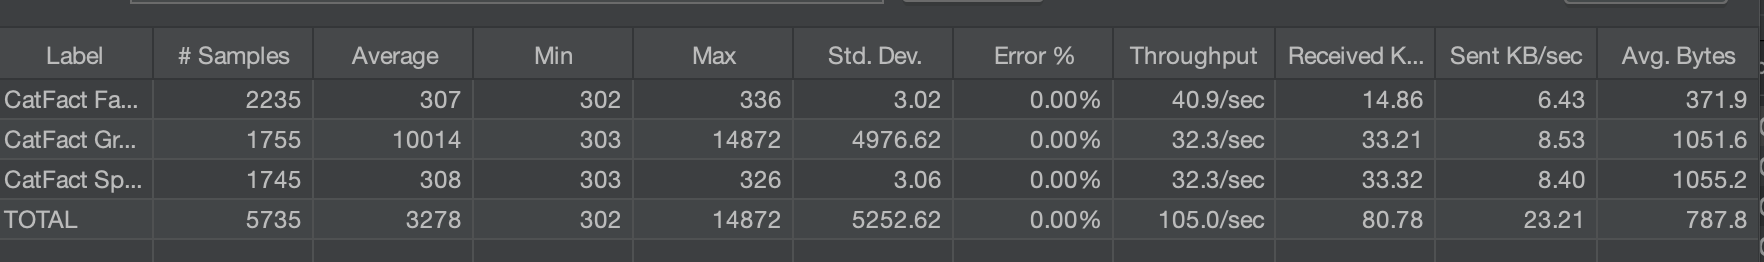 Label # Samples Average Min Max Std. Dev. Error % Throughput Received K... Sent KB/sec Avg. Bytes
CatFact Fa... 2235 307 302 336 3.02 0.00% 40.9/sec 14.86 6.43 371.9
CatFact Gr... 1755 10014 303 14872 4976.62 0.00% 32.3/sec 33.21 8.53 1051.6
CatFact Sp... 1745 308 303 326 3.06 0.00% 32.3/sec 33.32 8.40 1055.2
TOTAL 5735 3278 302 14872 5252.62 0.00% 105.0/sec 80.78 23.21 787.8